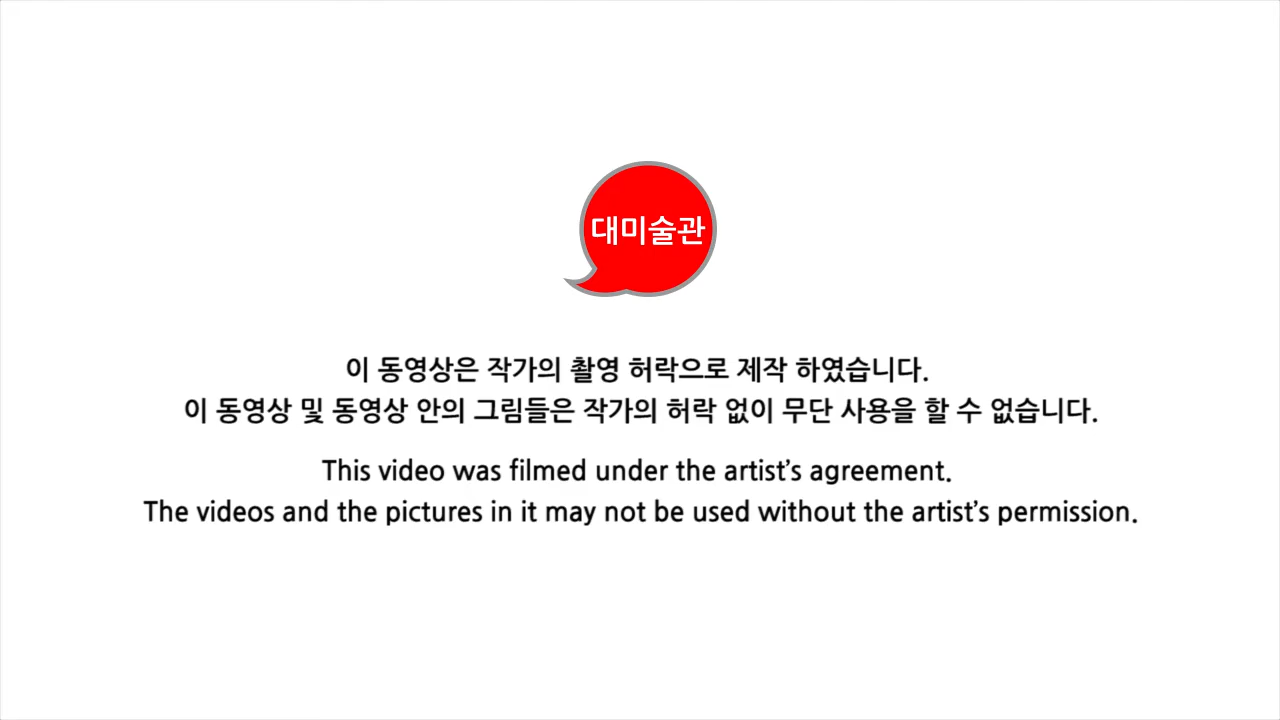 대미술관
이 동영상은 작가의 촬영 허락으로 제작 하였습니다.
이 동영상 및 동영상 안의 그림들은 작가의 허락 없이 무단 사용을 할 수 없습니다.
This video was filmed under the artist’s agreement.
The videos and the pictures in it may not be used without the artist’s permission.